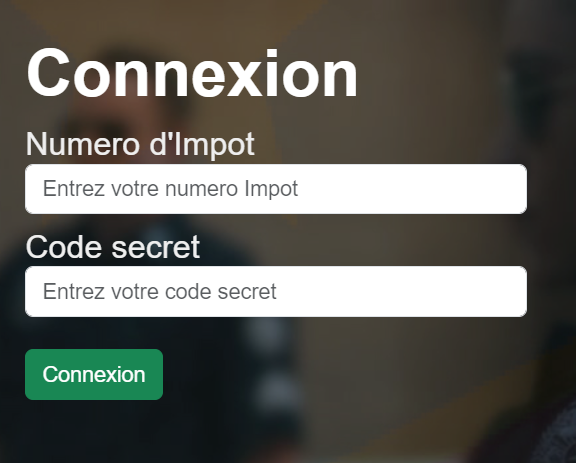 Connexion
Numero d'Impot
Entrez votre numero Impot
Code secret
Entrez votre code secret
Connexion